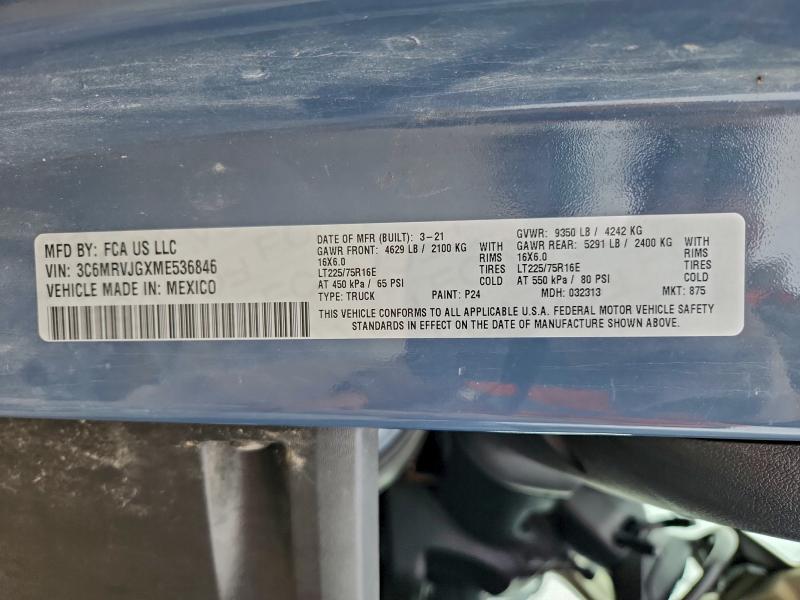 MFD BY: FCA US LLC
VIN: 3C6MRVJGXME536846
VEHICLE MADE IN: MEXICO
DATE OF MFR (BUILT): 3-21
GAWR FRONT: 4629 LB / 2100 KG WITH
16X6.0 RIMS
LT225/75R16E TIRES
AT 450 kPa / 65 PSI COLD
TYPE: TRUCK PAINT: P24
GVWR: 9350 LB / 4242 KG
GAWR REAR: 5291 LB / 2400 KG WITH
16X6.0 RIMS
LT225/75R16E TIRES
AT 550 kPa / 80 PSI COLD
MDH: 032313 MKT: 875
THIS VEHICLE CONFORMS TO ALL APPLICABLE U.S.A. FEDERAL MOTOR VEHICLE SAFETY
STANDARDS IN EFFECT ON THE DATE OF MANUFACTURE SHOWN ABOVE.